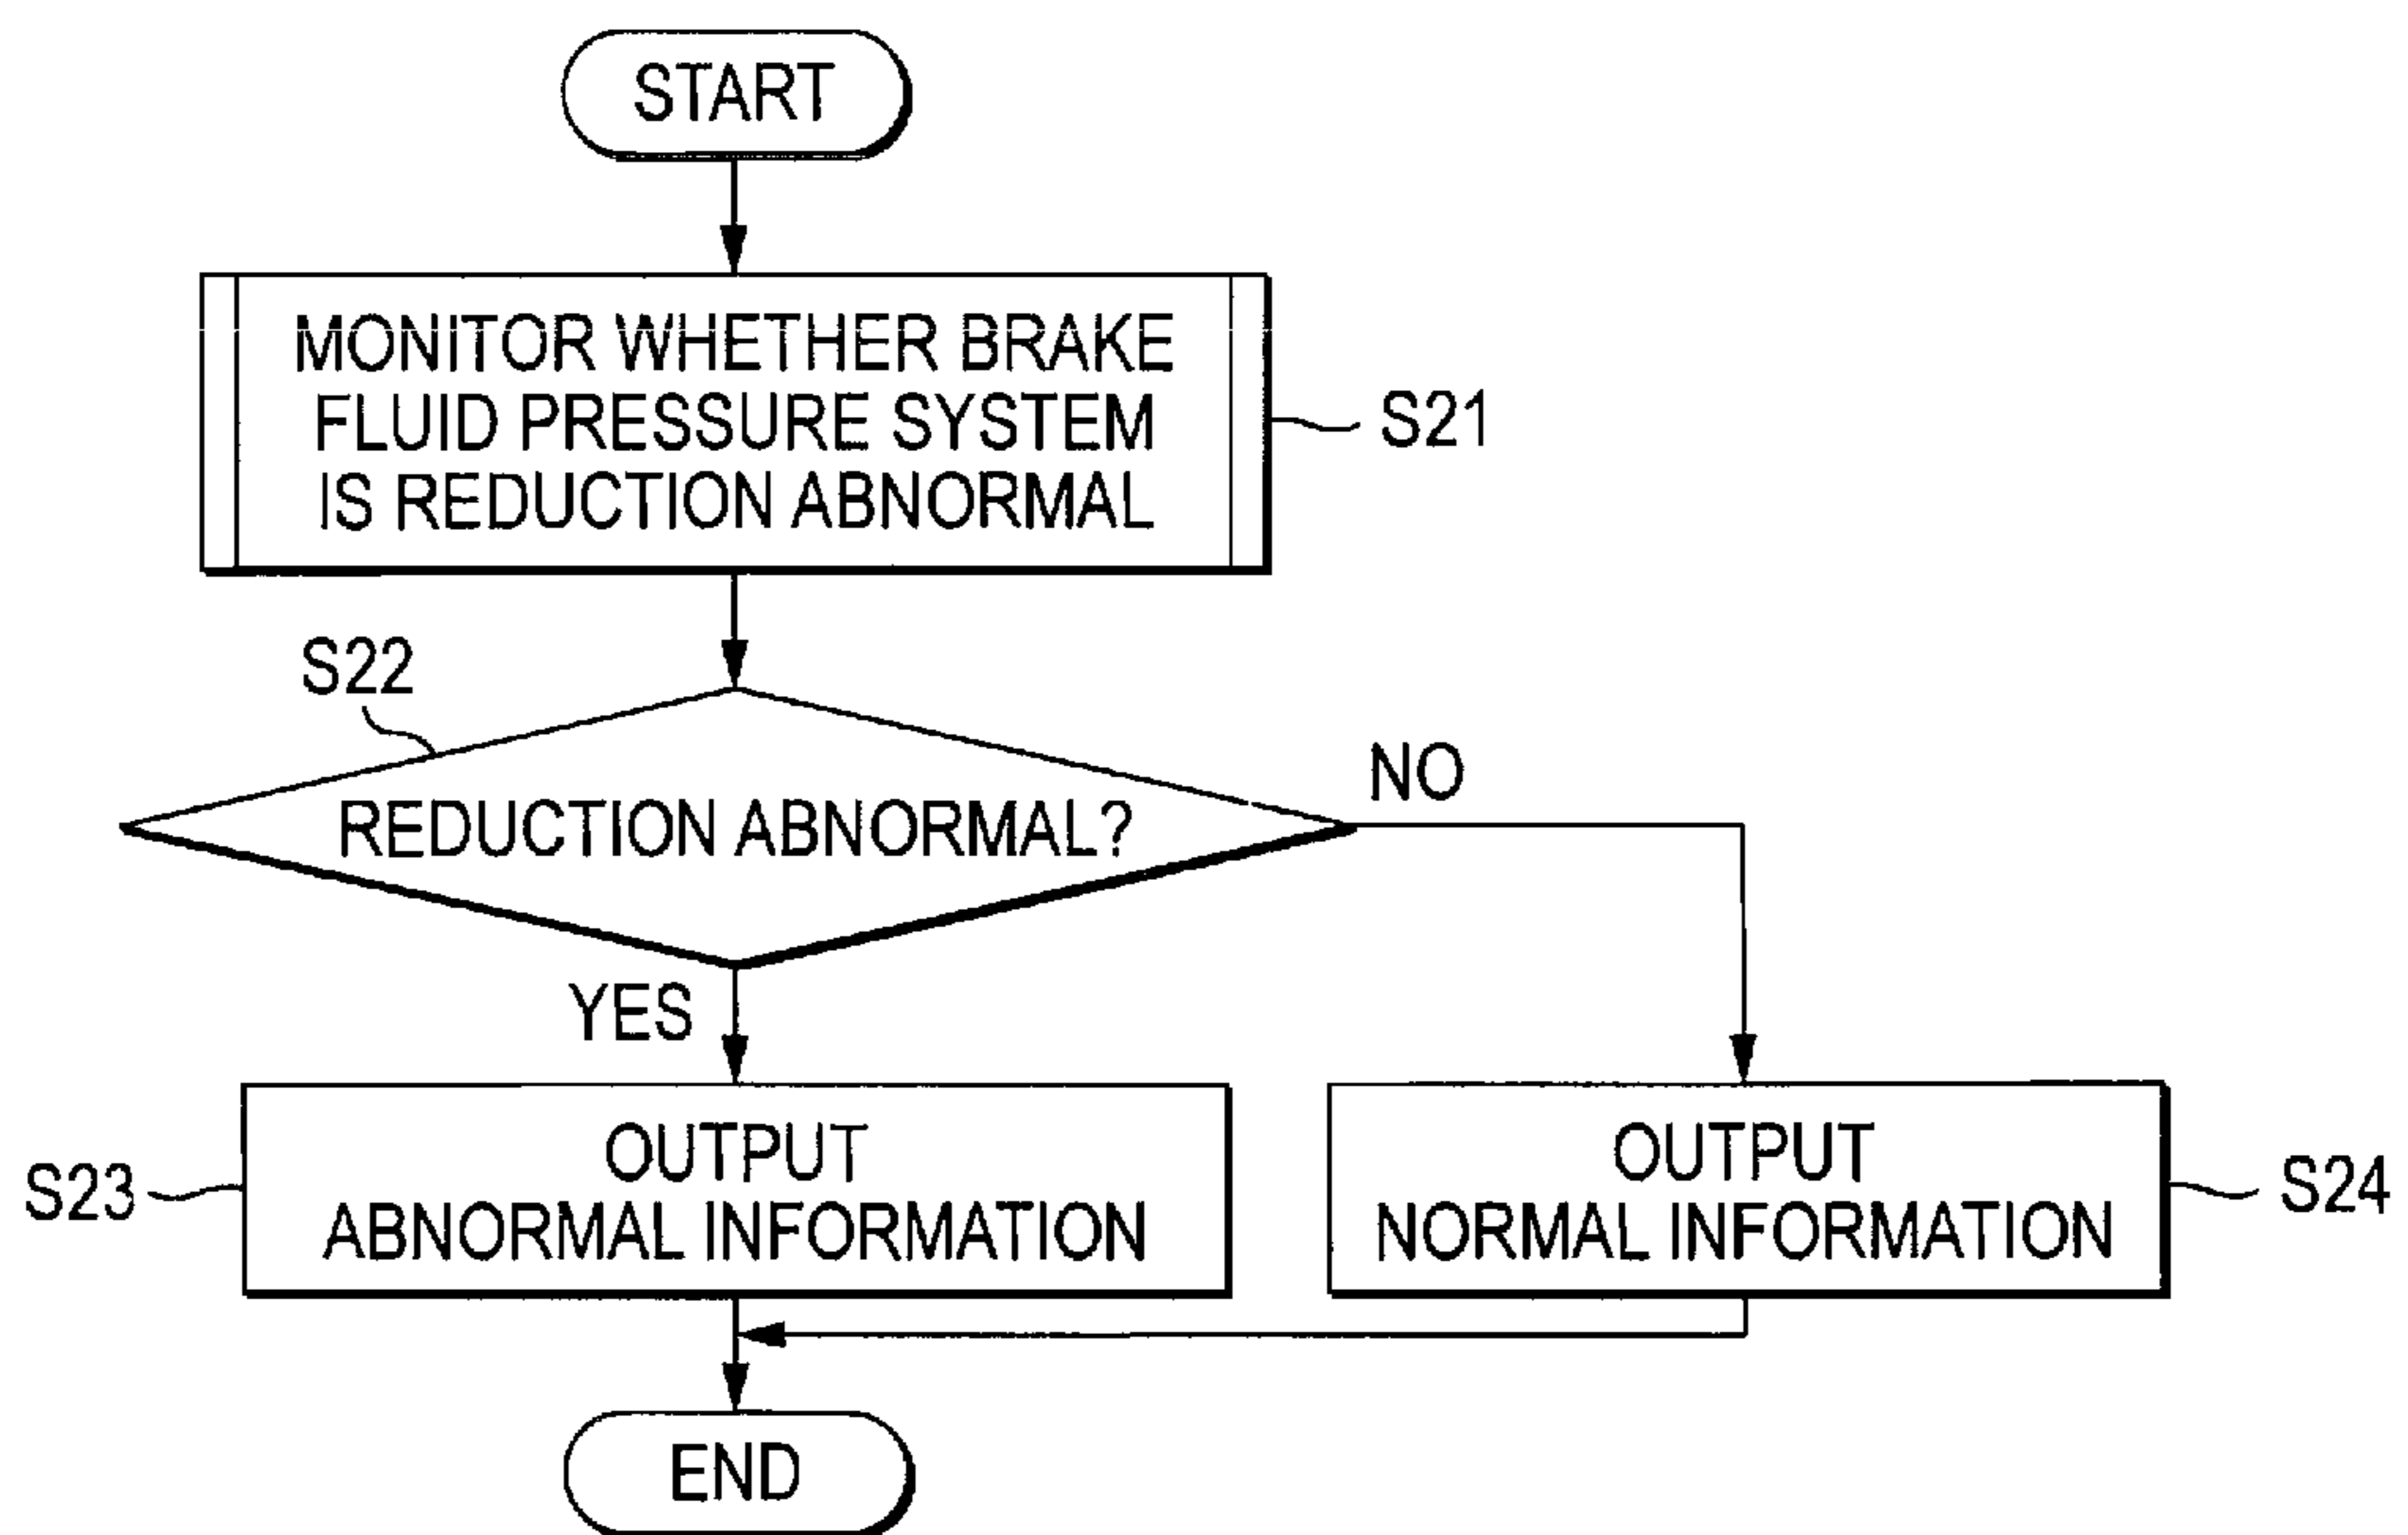 START
MONITOR WHETHER BRAKE
FLUID PRESSURE SYSTEM
IS REDUCTION ABNORMAL
S21
S22
REDUCTION ABNORMAL?
NO
YES
OUTPUT
ABNORMAL INFORMATION
S23
OUTPUT
NORMAL INFORMATION
S24
END